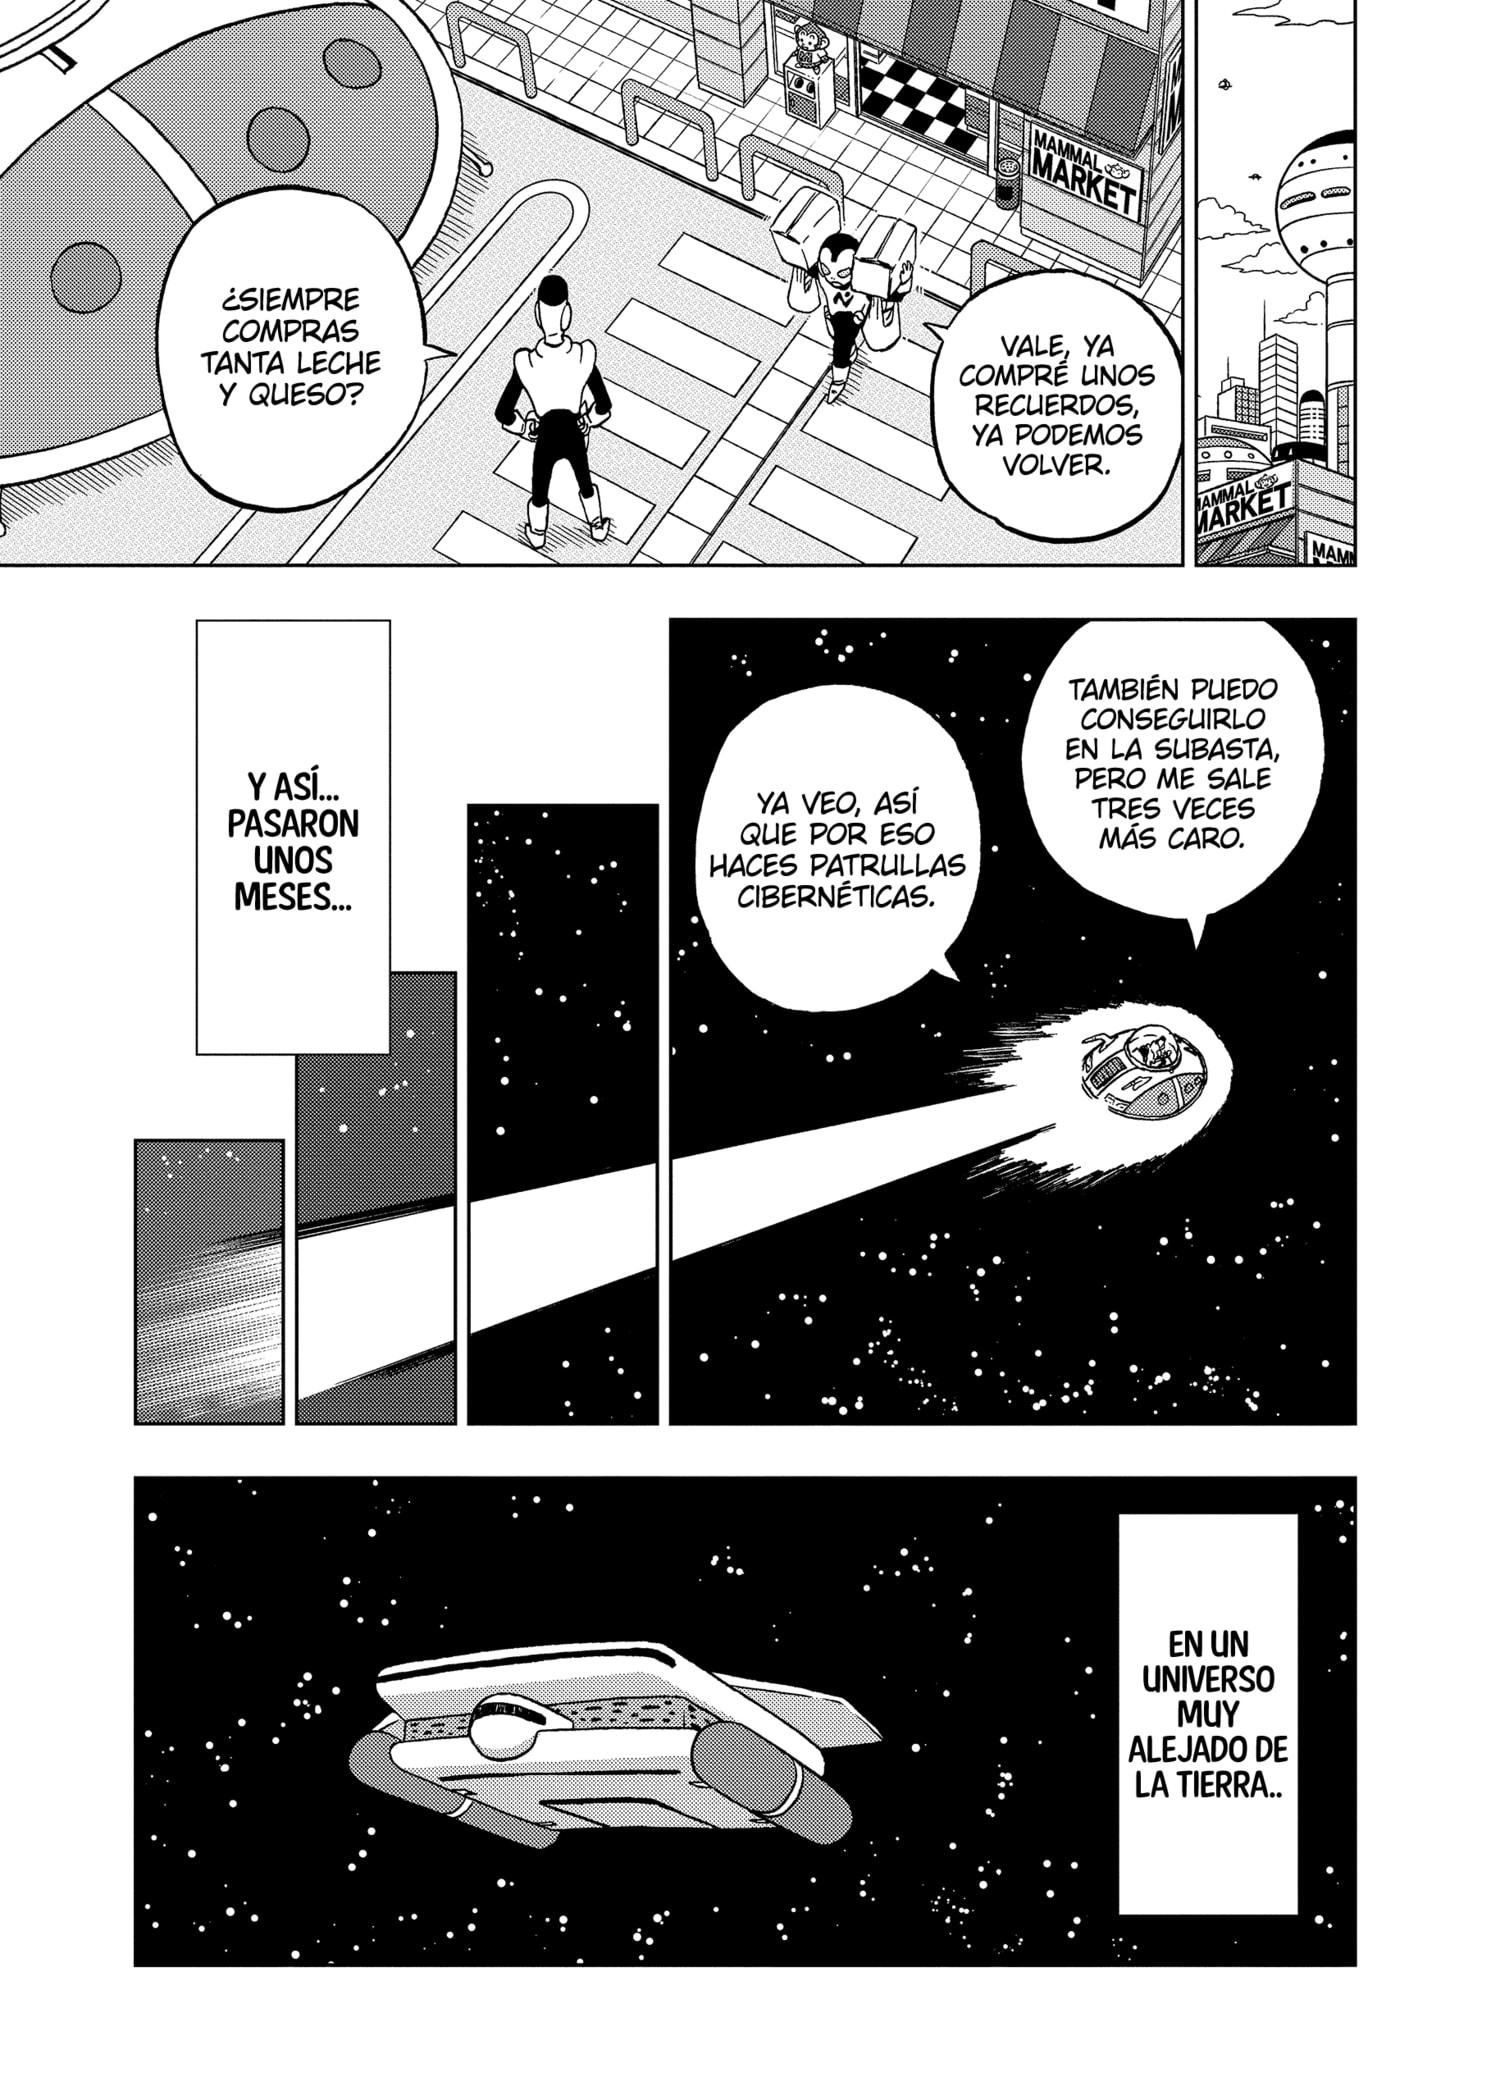 MAMMAL
MARKET
MAMMAL
MARKET
VALE, YA
COMPRÉ UNOS
RECUERDOS,
YA PODEMOS
VOLVER.
¿SIEMPRE
COMPRAS
TANTA LECHE
Y QUESO?
TAMBIÉN PUEDO
CONSEGUIRLO
EN LA SUBASTA,
PERO ME SALE
TRES VECES
MÁS CARO.
YA VEO, ASÍ
QUE POR ESO
HACES PATRULLAS
CIBERNÉTICAS.
Y ASÍ...
PASARON
UNOS
MESES...
EN UN
UNIVERSO
MUY
ALEJADO DE
LA TIERRA..